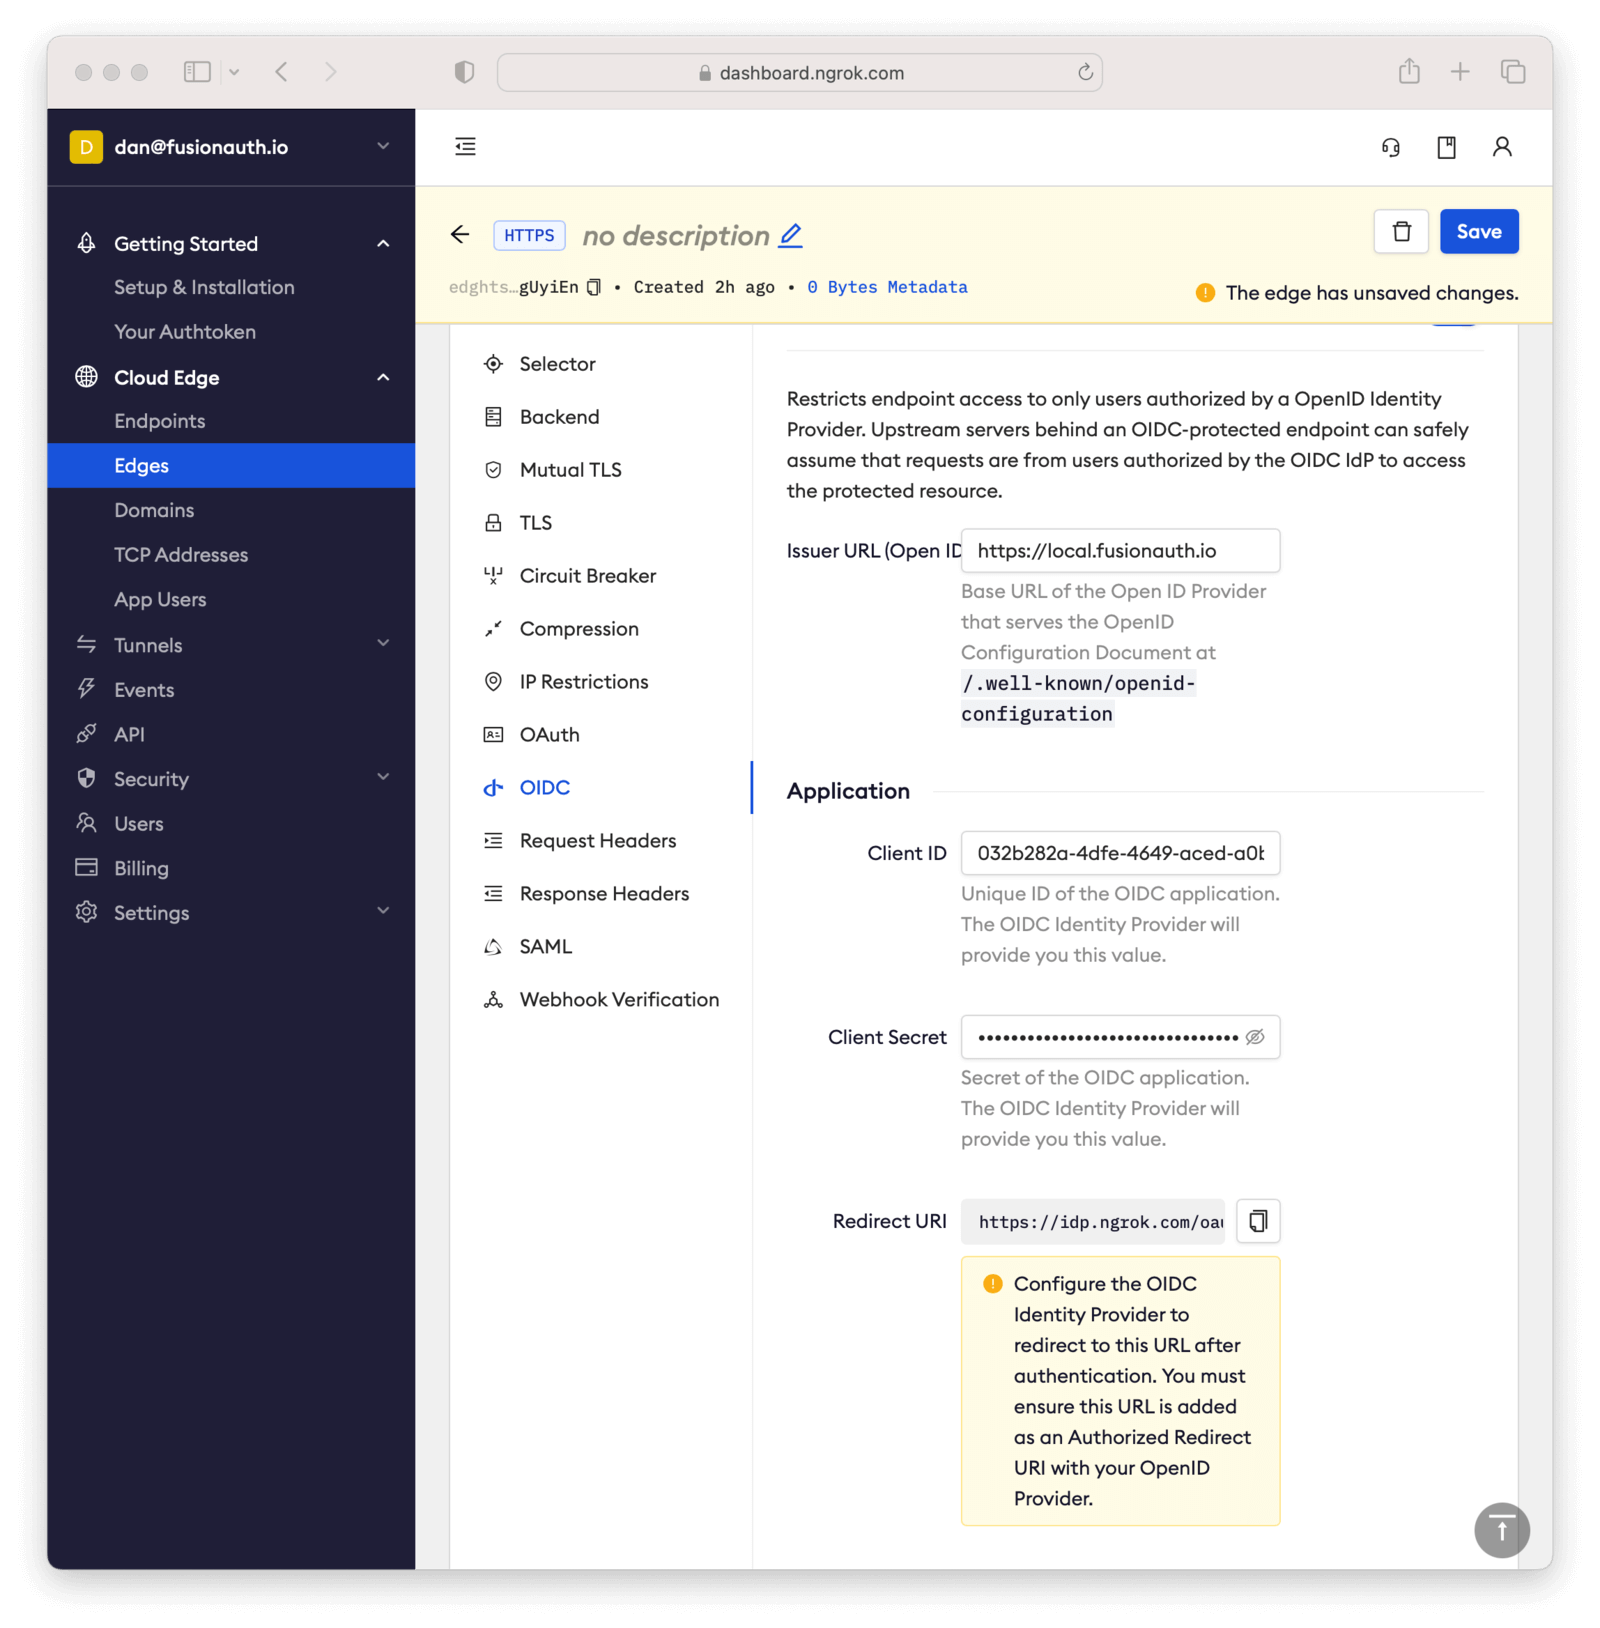 dashboard.ngrok.com
D dan@fusionauth.io
Getting Started
Setup & Installation
Your Authtoken
Cloud Edge
Endpoints
Edges
Domains
TCP Addresses
App Users
Tunnels
Events
API
Security
Users
Billing
Settings
HTTPS no description
Save
edghts…gUyiEn • Created 2h ago • 0 Bytes Metadata
The edge has unsaved changes.
Selector
Backend
Mutual TLS
TLS
Circuit Breaker
Compression
IP Restrictions
OAuth
OIDC
Request Headers
Response Headers
SAML
Webhook Verification
Restricts endpoint access to only users authorized by a OpenID Identity
Provider. Upstream servers behind an OIDC-protected endpoint can safely
assume that requests are from users authorized by the OIDC IdP to access
the protected resource.
Issuer URL (Open ID https://local.fusionauth.io
Base URL of the Open ID Provider
that serves the OpenID
Configuration Document at
/.well-known/openid-
configuration
Application
Client ID 032b282a-4dfe-4649-aced-a0b
Unique ID of the OIDC application.
The OIDC Identity Provider will
provide you this value.
Client Secret ••••••••••••••••••••••••••••••••
Secret of the OIDC application.
The OIDC Identity Provider will
provide you this value.
Redirect URI https://idp.ngrok.com/oau
Configure the OIDC
Identity Provider to
redirect to this URL after
authentication. You must
ensure this URL is added
as an Authorized Redirect
URI with your OpenID
Provider.